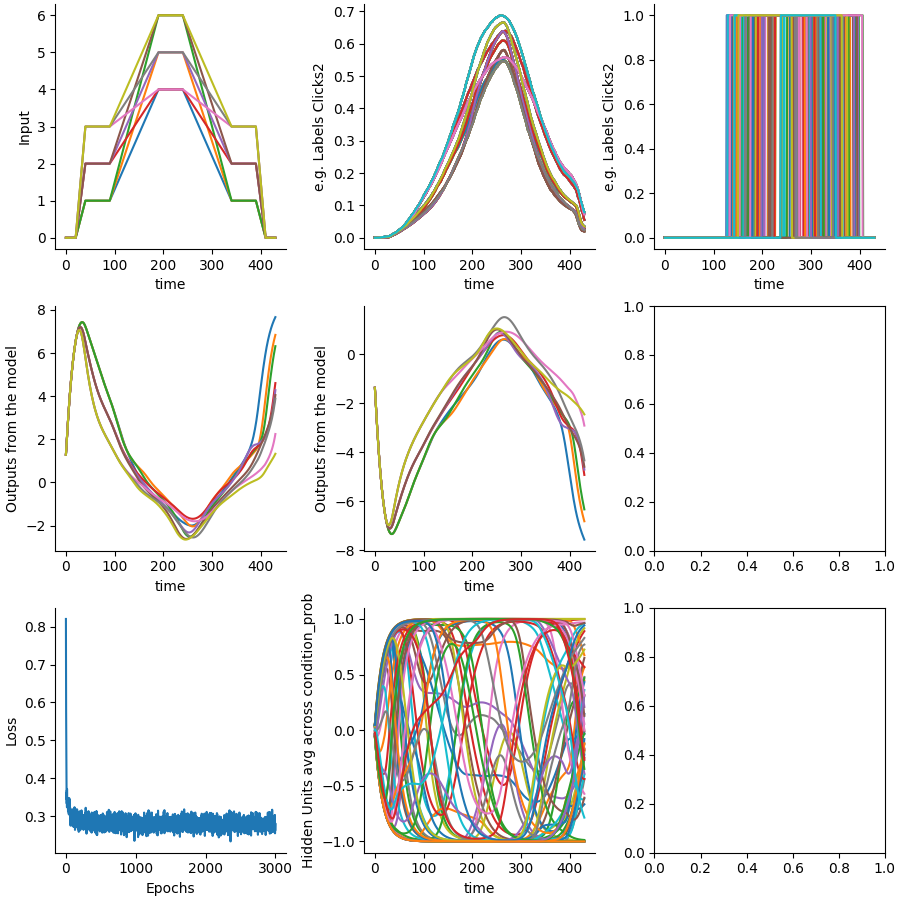 6
5
4
3
2
1
0
Input
0 100 200 300 400
time
0.7
0.6
0.5
0.4
0.3
0.2
0.1
0.0
e.g. Labels Clicks2
0 100 200 300 400
time
1.0
0.8
0.6
0.4
0.2
0.0
e.g. Labels Clicks2
0 100 200 300 400
time
8
6
4
2
0
−2
Outputs from the model
0 100 200 300 400
time
0
−2
−4
−6
−8
Outputs from the model
0 100 200 300 400
time
1.0
0.8
0.6
0.4
0.2
0.0
0.0 0.2 0.4 0.6 0.8 1.0
0.8
0.7
0.6
0.5
0.4
0.3
Loss
0 1000 2000 3000
Epochs
1.0
0.5
0.0
−0.5
−1.0
Hidden Units avg across condition_prob
0 100 200 300 400
time
1.0
0.8
0.6
0.4
0.2
0.0
0.0 0.2 0.4 0.6 0.8 1.0